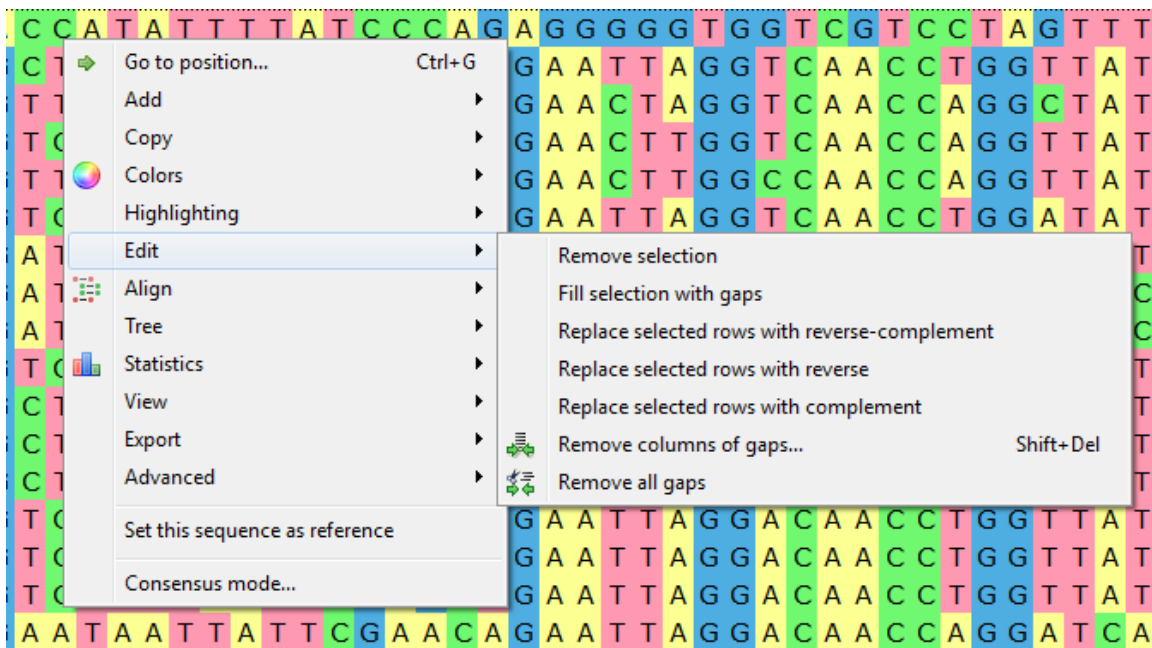 C C A T A T T T T A T C C C A G A G G G G G T G G T C G T C C T A G T T T
C T Go to position... Ctrl+G G A A T T A G G T C A A C C T G G T T A T
T T Add G A A C T A G G T C A A C C A G G C T A T
T C Copy G A A C T T G G T C A A C C A G G T T A T
T T Colors G A A C T T G G C C A A C C A G G T T A T
T C Highlighting G A A T T A G G T C A A C C T G G A T A T
A T Edit Remove selection T
A T Align Fill selection with gaps C
A T Tree Replace selected rows with reverse-complement C
T C Statistics Replace selected rows with reverse T
C T View Replace selected rows with complement T
C T Export Remove columns of gaps... Shift+Del T
C T Advanced Remove all gaps T
T C Set this sequence as reference G A A T T A G G A C A A C C T G G T T A T
T C G A A T T A G G A C A A C C T G G T T A T
T C Consensus mode... G A A T T A G G A C A A C C T G G T T A T
A A T A A T T A T T C G A A C A G A A T T A G G A C A A C C A G G A T C A